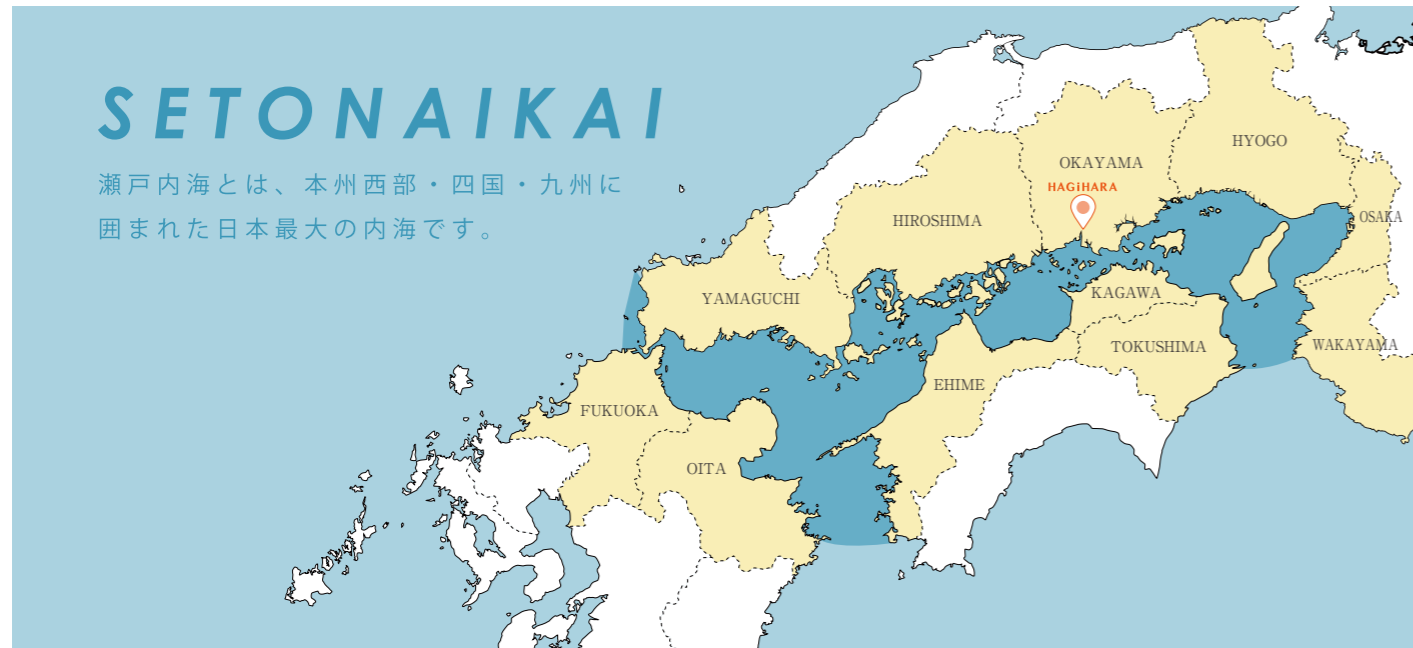 SETONAIKAI
瀬戸内海とは、本州西部・四国・九州に
囲まれた日本最大の内海です。
HYOGO
OKAYAMA
HAGiHARA
OSAKA
HIROSHIMA
KAGAWA
YAMAGUCHI
TOKUSHIMA
WAKAYAMA
EHIME
FUKUOKA
OITA